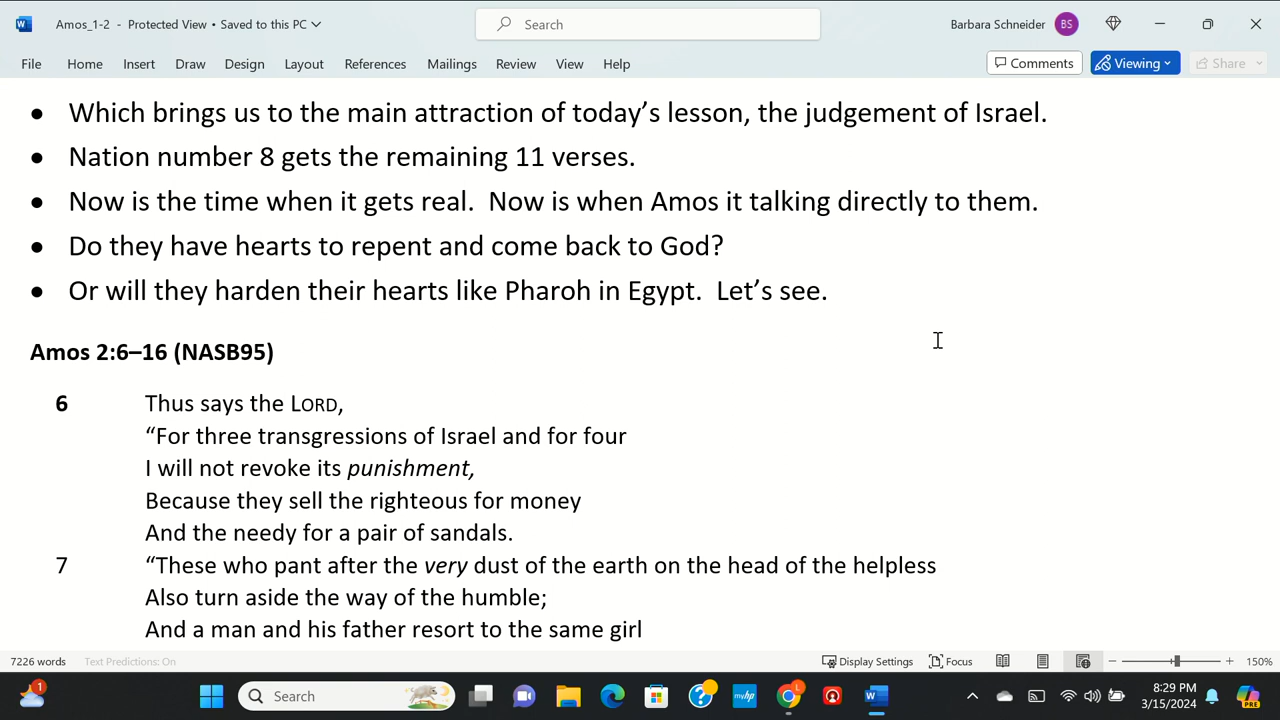 Amos_1-2 - Protected View • Saved to this PC
Search
Barbara Schneider BS
File Home Insert Draw Design Layout References Mailings Review View Help Comments Viewing Share
• Which brings us to the main attraction of today’s lesson, the judgement of Israel.
• Nation number 8 gets the remaining 11 verses.
• Now is the time when it gets real.  Now is when Amos it talking directly to them.
• Do they have hearts to repent and come back to God?
• Or will they harden their hearts like Pharoh in Egypt.  Let’s see.
Amos 2:6–16 (NASB95)
6 Thus says the LORD,
“For three transgressions of Israel and for four
I will not revoke its punishment,
Because they sell the righteous for money
And the needy for a pair of sandals.
7 “These who pant after the very dust of the earth on the head of the helpless
Also turn aside the way of the humble;
And a man and his father resort to the same girl
7226 words Text Predictions: On Display Settings Focus 150%
1 Search myhp L PRE
8:29 PM
3/15/2024